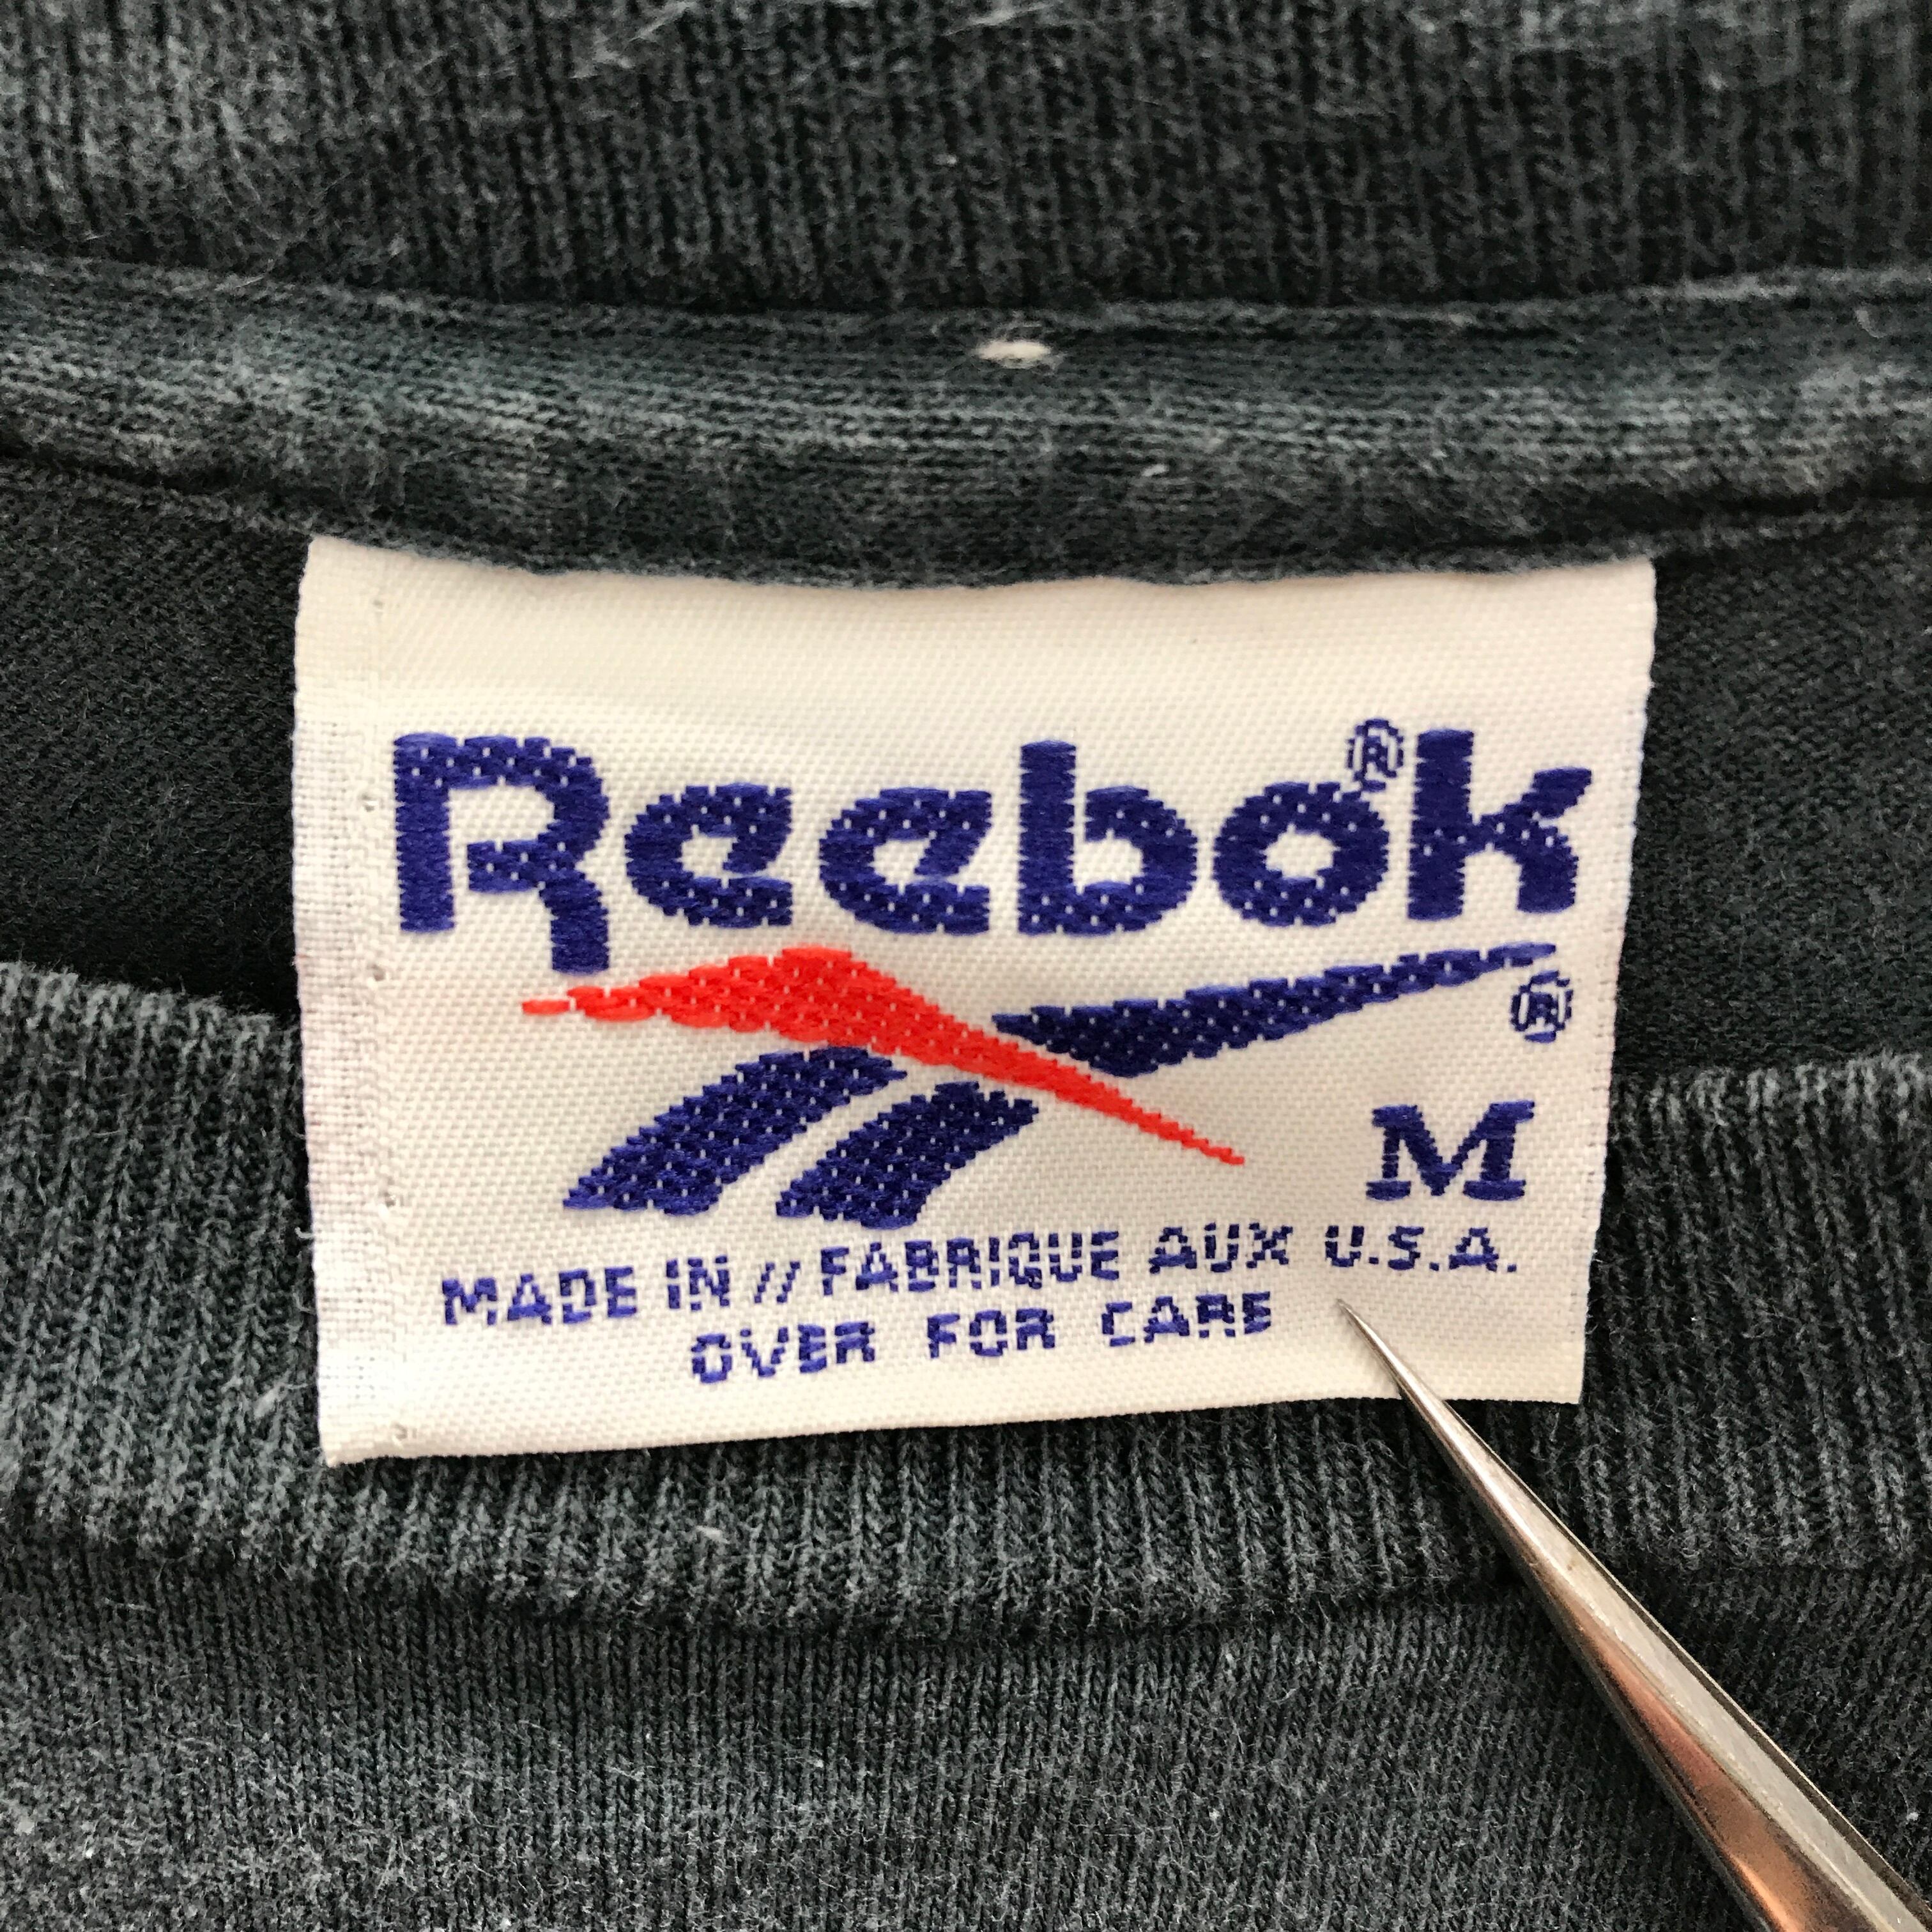 Reebok®
®
M
MADE IN // FABRIQUE AUX U.S.A.
OVER FOR CARE